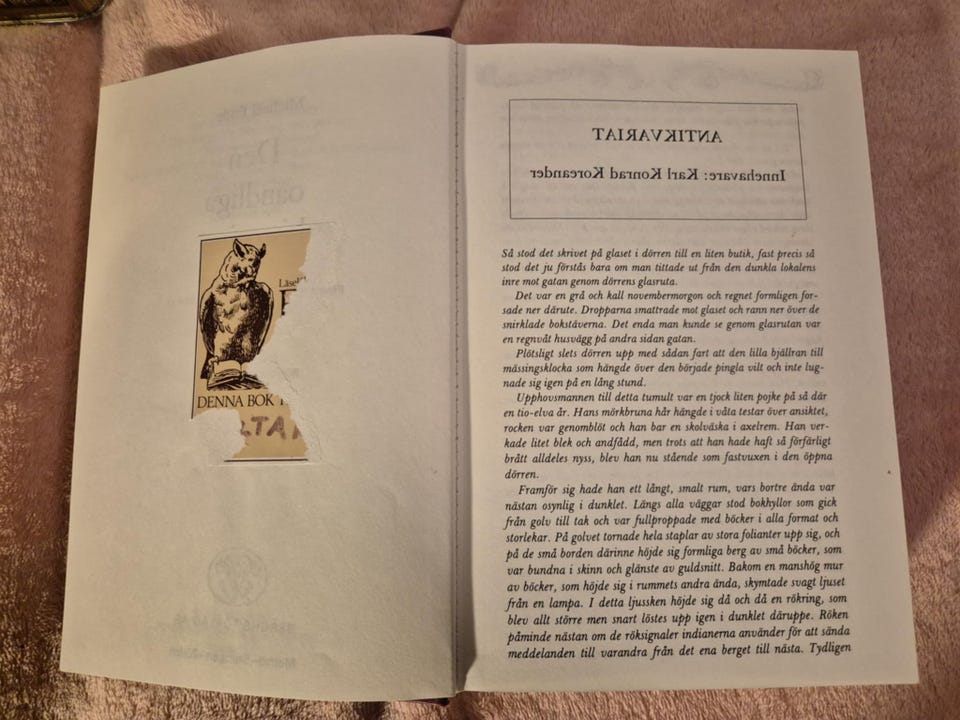 Michael Ende
Den
oändliga
Läsekl
DENNA BOK
LTA
ANTIKVARIAT
Innehavare: Karl Konrad Koreander
Så stod det skrivet på glaset i dörren till en liten butik, fast precis så
stod det ju förstås bara om man tittade ut från den dunkla lokalens
inre mot gatan genom dörrens glasruta.
Det var en grå och kall novembermorgon och regnet formligen for-
sade ner därute. Dropparna smattrade mot glaset och rann ner över de
snirklade bokstäverna. Det enda man kunde se genom glasrutan var
en regnvåt husvägg på andra sidan gatan.
Plötsligt slets dörren upp med sådan fart att den lilla bjällran till
mässingsklocka som hängde över den började pingla vilt och inte lug-
nade sig igen på en lång stund.
Upphovsmannen till detta tumult var en tjock liten pojke på så där
en tio-elva år. Hans mörkbruna hår hängde i våta testar över ansiktet,
rocken var genomblöt och han bar en skolväska i axelrem. Han ver-
kade litet blek och andfådd, men trots att han hade haft så förfärligt
brått alldeles nyss, blev han nu stående som fastvuxen i den öppna
dörren.
Framför sig hade han ett långt, smalt rum, vars bortre ända var
nästan osynlig i dunklet. Längs alla väggar stod bokhyllor som gick
från golv till tak och var fullproppade med böcker i alla format och
storlekar. På golvet tornade hela staplar av stora folianter upp sig, och
på de små borden därinne höjde sig formliga berg av små böcker, som
var bundna i skinn och glänste av guldsnitt. Bakom en manshög mur
av böcker, som höjde sig i rummets andra ända, skymtade svagt ljuset
från en lampa. I detta ljussken höjde sig då och då en rökring, som
blev allt större men snart löstes upp igen i dunklet däruppe. Röken
påminde nästan om de röksignaler indianerna använder för att sända
meddelanden till varandra från det ena berget till nästa. Tydligen